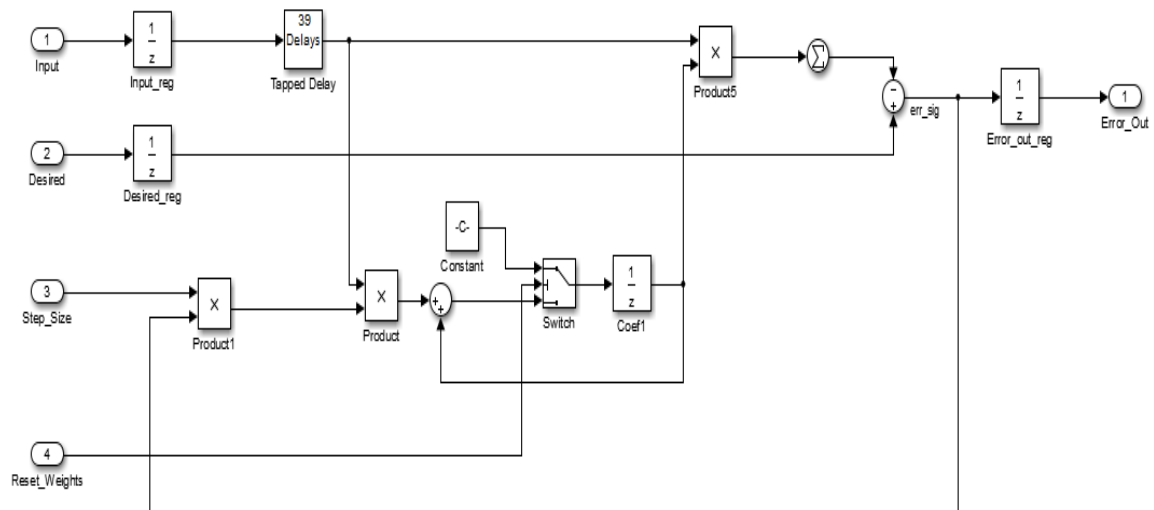 1
Input
1
z
Input_reg
39
Delays
Tapped Delay
X
Product5
Σ
-
+
err_sig
1
z
Error_out_reg
1
Error_Out
2
Desired
1
z
Desired_reg
-C-
Constant
3
Step_Size
X
Product1
X
Product
+
+
Switch
1
z
Coef1
4
Reset_Weights